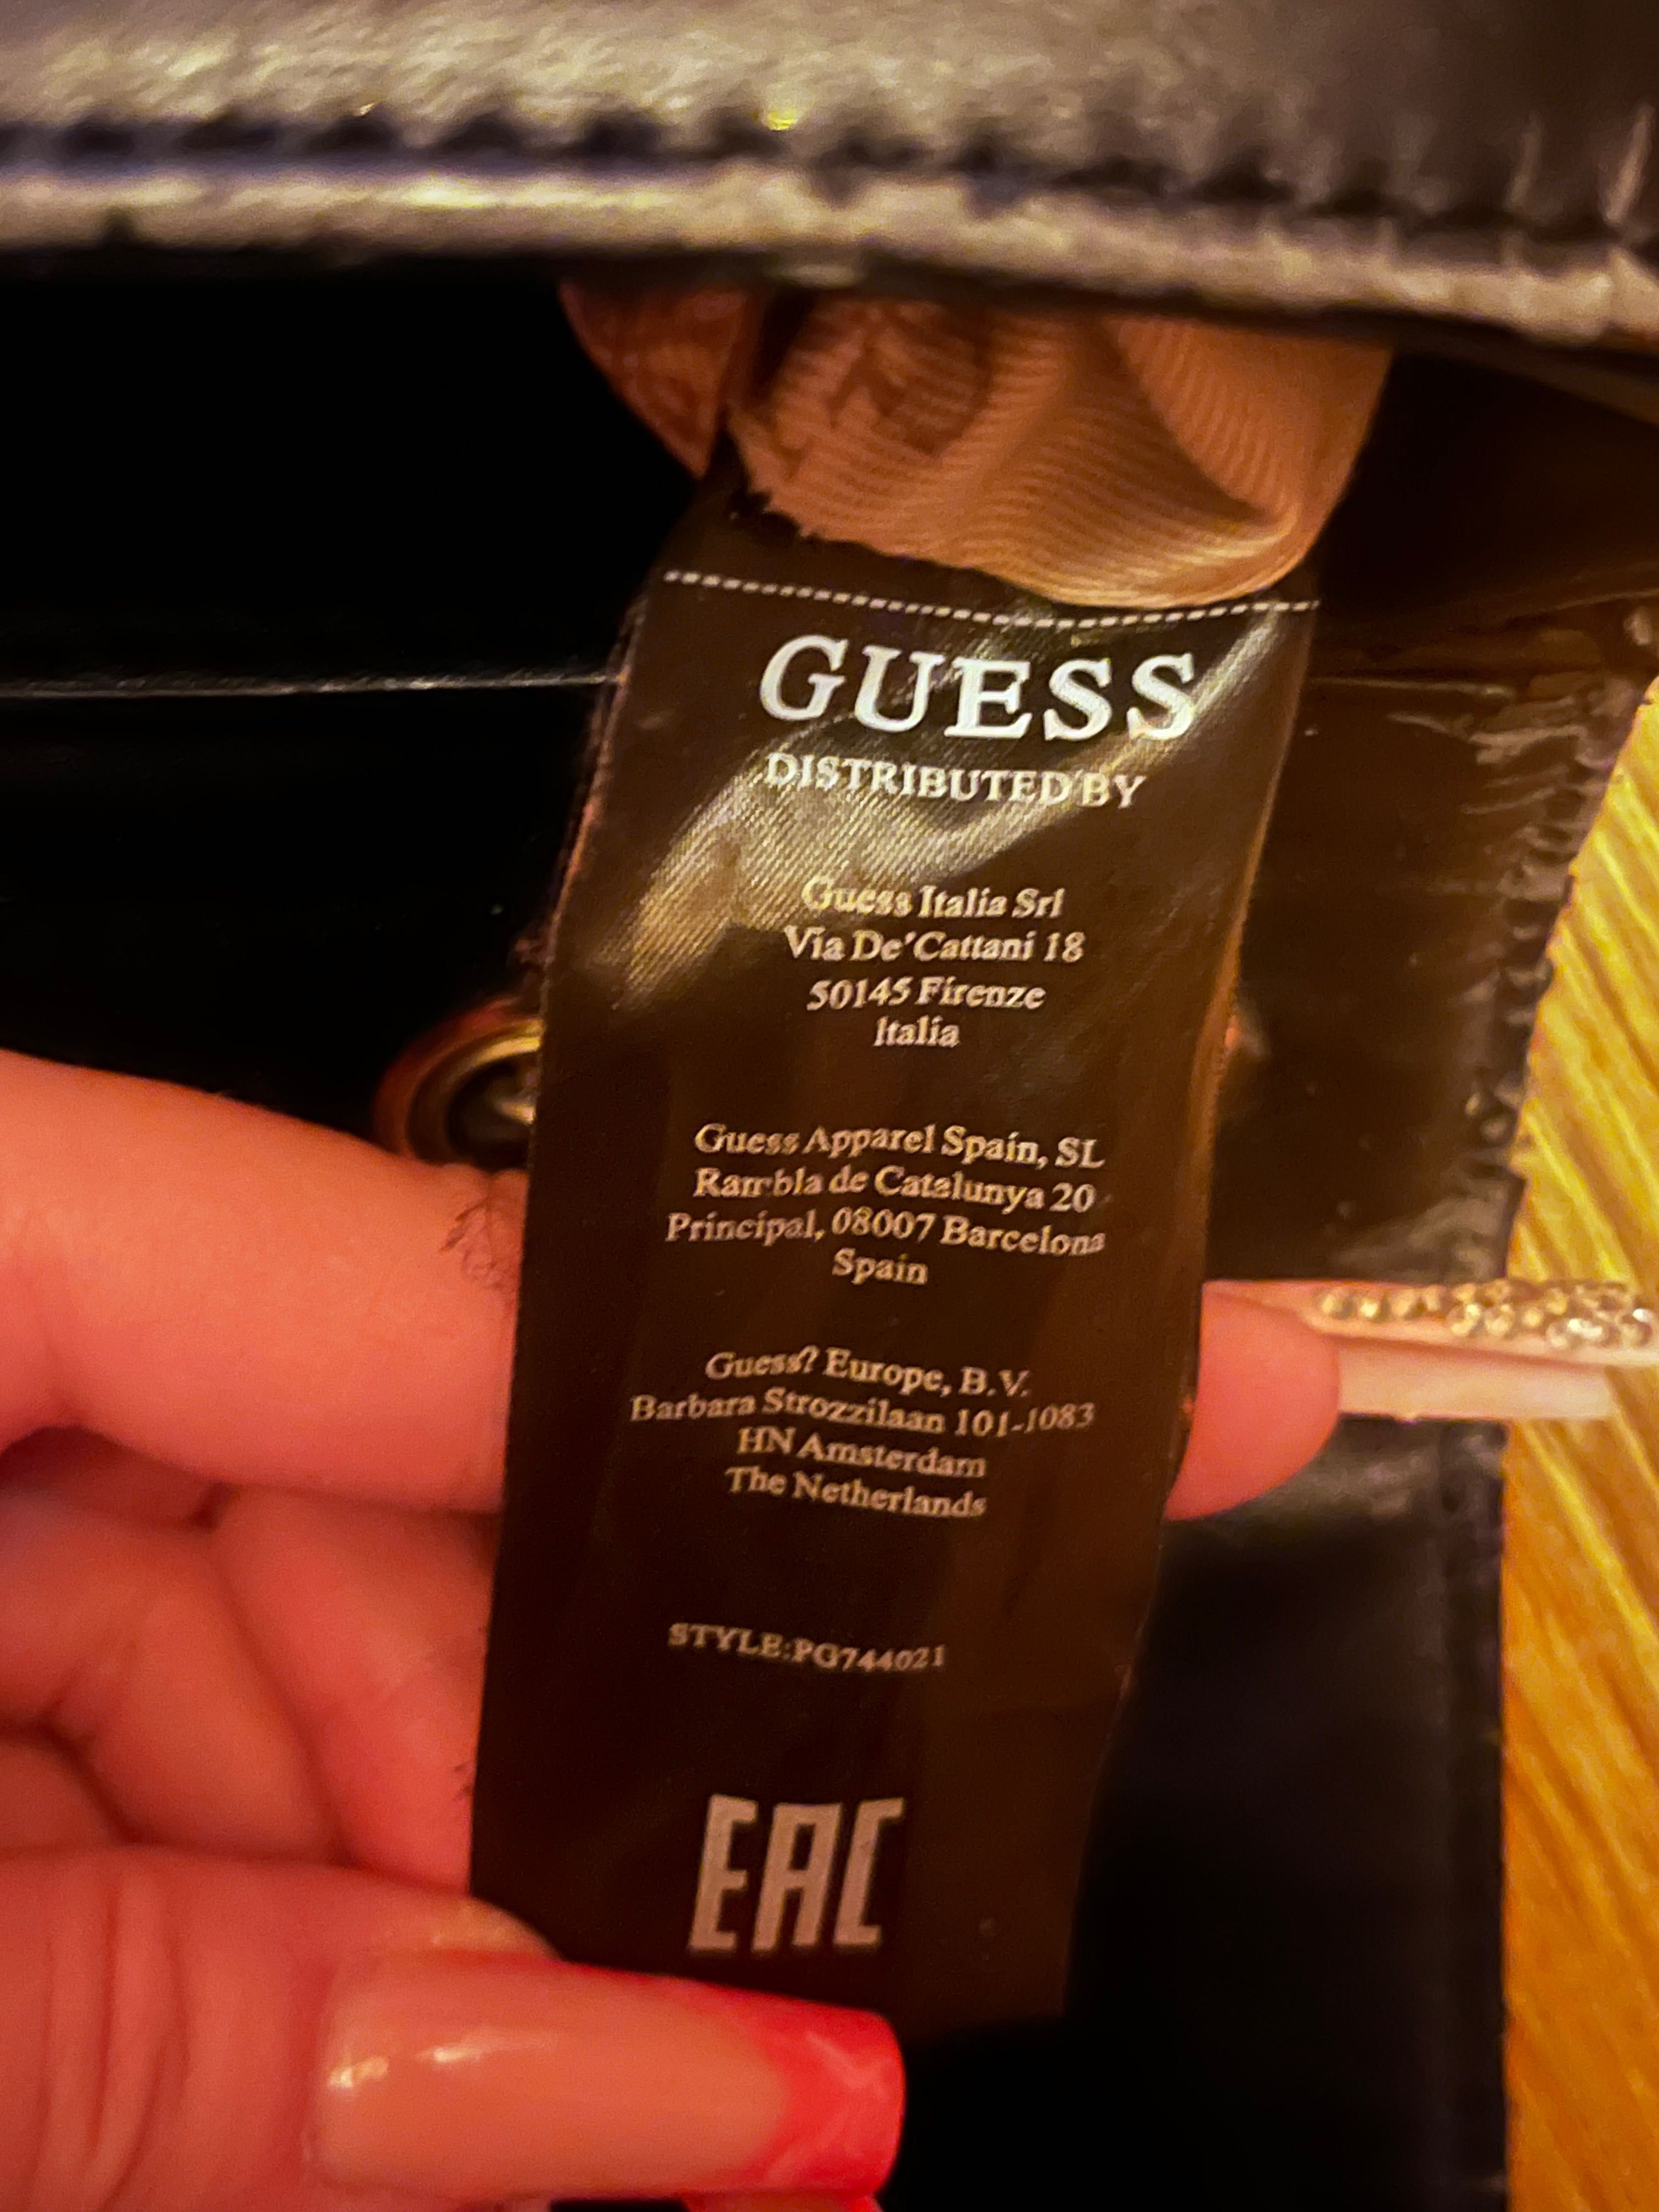 GUESS
DISTRIBUTED BY
Guess Italia Srl
Via De'Cattani 18
50145 Firenze
Italia
Guess Apparel Spain, SL
Rambla de Catalunya 20
Principal, 08007 Barcelona
Spain
Guess? Europe, B.V.
Barbara Strozzilaan 101-1083
HN Amsterdam
The Netherlands
STYLE:PG744021
EAC